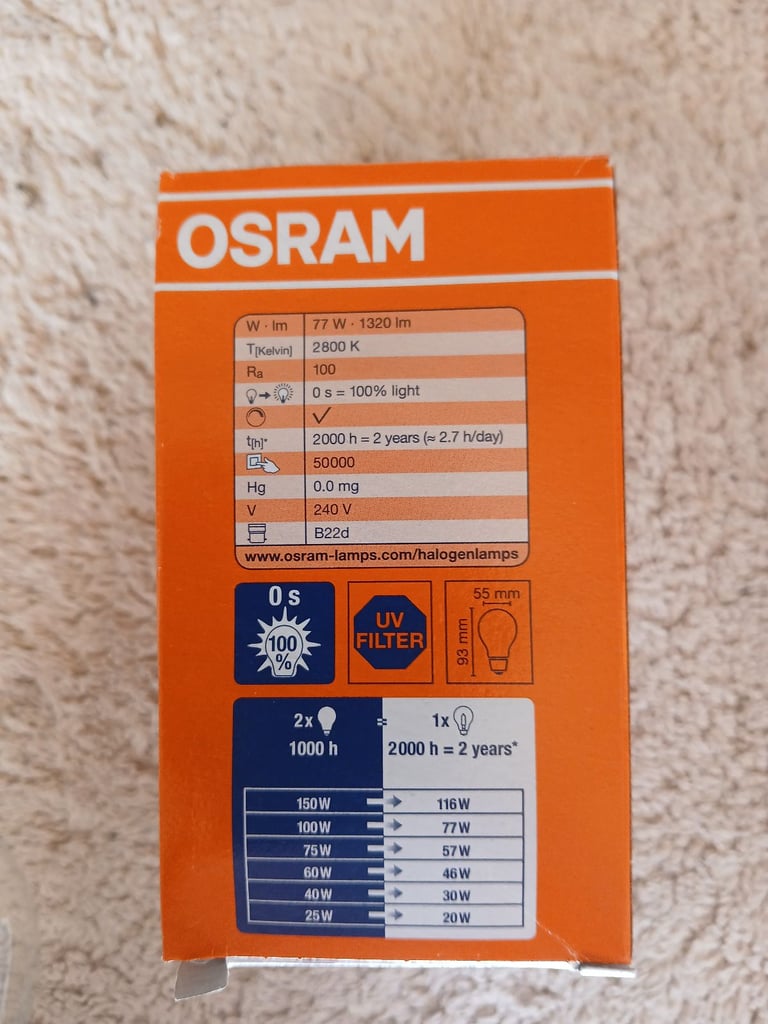 OSRAM
W · lm 77 W · 1320 lm
T[Kelvin] 2800 K
Ra 100
0 s = 100% light
t[h]* 2000 h = 2 years (≈ 2.7 h/day)
50000
Hg 0.0 mg
V 240 V
B22d
www.osram-lamps.com/halogenlamps
0 s
100
%
UV
FILTER
55 mm
93 mm
2x = 1x
1000 h 2000 h = 2 years*
150W 116W
100W 77W
75W 57W
60W 46W
40W 30W
25W 20W